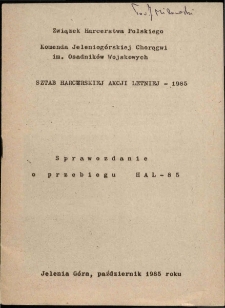 Związek Harcerstwa Polskiego
Komenda Jeleniogórskiej Chorągwi
im. Osadników Wojskowych
SZTAB HARCERSKIEJ AKCJI LETNIEJ - 1985
Sprawozdanie
o przebiegu HAL-85
Jelenia Góra, październik 1985 roku